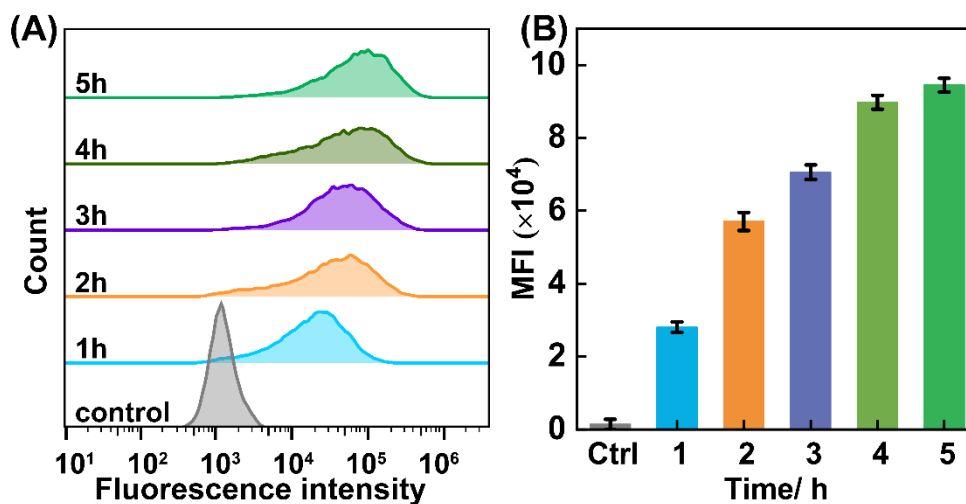 (A)
5h
4h
3h
2h
1h
control
Count
10¹ 10² 10³ 10⁴ 10⁵ 10⁶
Fluorescence intensity
(B)
10
8
6
4
2
0
MFI (×10⁴)
Ctrl 1 2 3 4 5
Time/ h